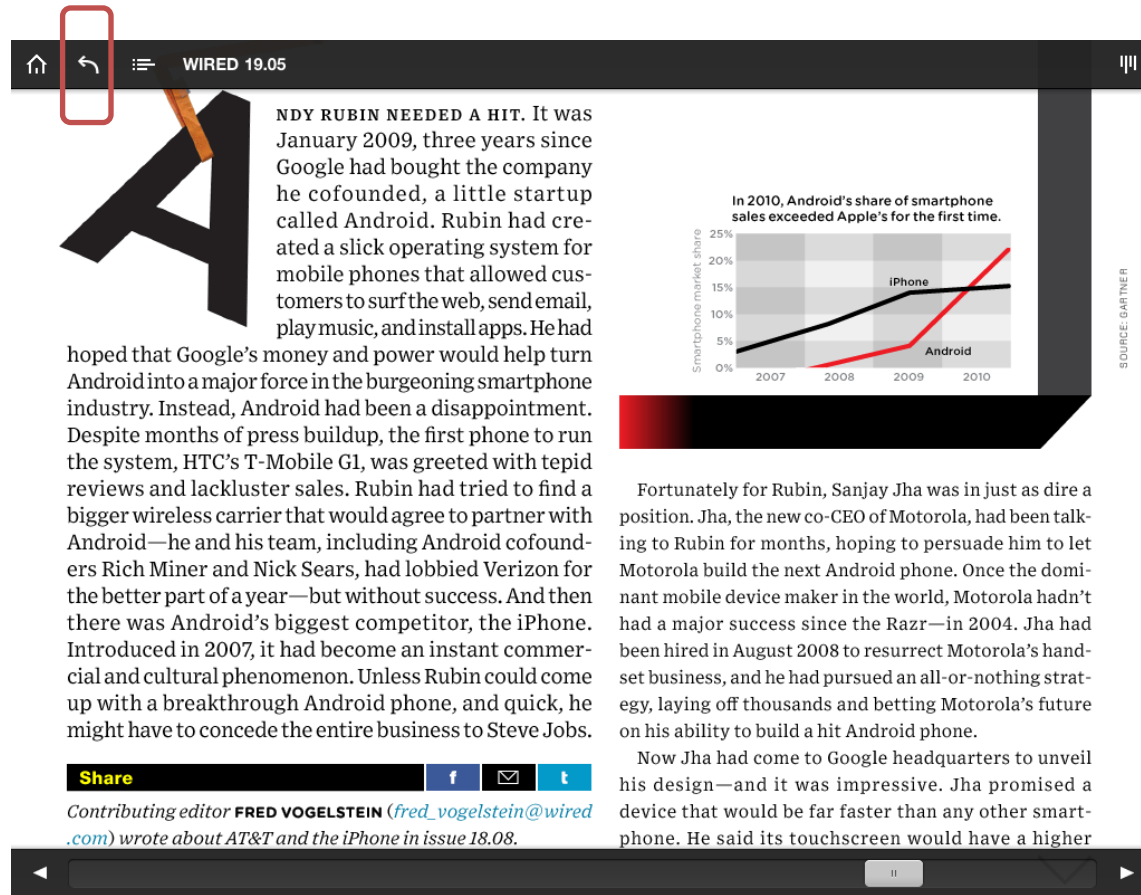 WIRED 19.05
A
NDY RUBIN NEEDED A HIT. It was
January 2009, three years since
Google had bought the company
he cofounded, a little startup
called Android. Rubin had cre-
ated a slick operating system for
mobile phones that allowed cus-
tomers to surf the web, send email,
play music, and install apps. He had
hoped that Google's money and power would help turn
Android into a major force in the burgeoning smartphone
industry. Instead, Android had been a disappointment.
Despite months of press buildup, the first phone to run
the system, HTC's T-Mobile G1, was greeted with tepid
reviews and lackluster sales. Rubin had tried to find a
bigger wireless carrier that would agree to partner with
Android—he and his team, including Android cofound-
ers Rich Miner and Nick Sears, had lobbied Verizon for
the better part of a year—but without success. And then
there was Android's biggest competitor, the iPhone.
Introduced in 2007, it had become an instant commer-
cial and cultural phenomenon. Unless Rubin could come
up with a breakthrough Android phone, and quick, he
might have to concede the entire business to Steve Jobs.
Share
f
t
Contributing editor FRED VOGELSTEIN (fred_vogelstein@wired
.com) wrote about AT&T and the iPhone in issue 18.08.
In 2010, Android's share of smartphone
sales exceeded Apple's for the first time.
Smartphone market share
25%
20%
15%
10%
5%
0%
iPhone
Android
2007 2008 2009 2010
SOURCE: GARTNER
Fortunately for Rubin, Sanjay Jha was in just as dire a
position. Jha, the new co-CEO of Motorola, had been talk-
ing to Rubin for months, hoping to persuade him to let
Motorola build the next Android phone. Once the domi-
nant mobile device maker in the world, Motorola hadn't
had a major success since the Razr—in 2004. Jha had
been hired in August 2008 to resurrect Motorola's hand-
set business, and he had pursued an all-or-nothing strat-
egy, laying off thousands and betting Motorola's future
on his ability to build a hit Android phone.
Now Jha had come to Google headquarters to unveil
his design—and it was impressive. Jha promised a
device that would be far faster than any other smart-
phone. He said its touchscreen would have a higher